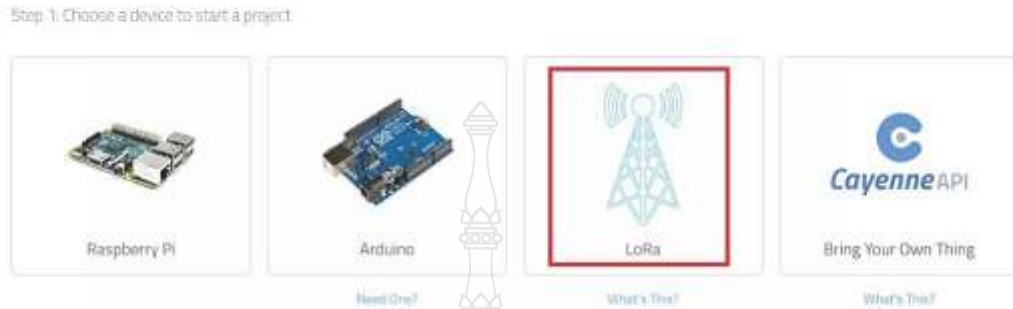 Step 1: Choose a device to start a project
Cayenne API
Raspberry Pi
Arduino
LoRa
Bring Your Own Thing
Need One?
What's This?
What's This?